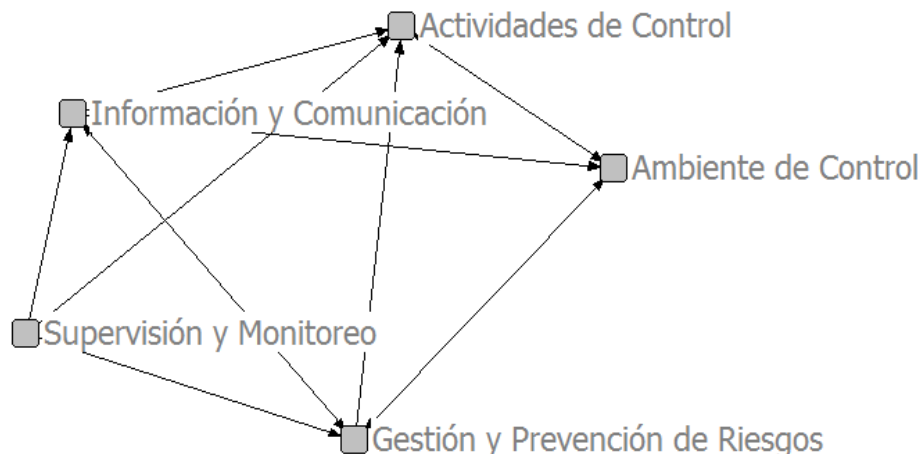 Actividades de Control
Información y Comunicación
Ambiente de Control
Supervisión y Monitoreo
Gestión y Prevención de Riesgos